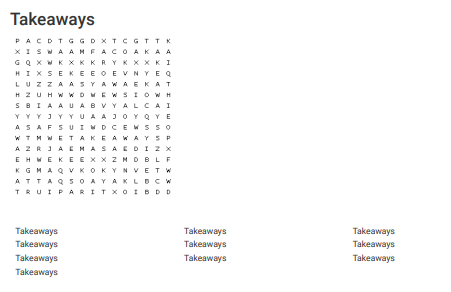 Takeaways
P A C D T G G D X T C G T T K
X I S W A A M F A C O A K A A
G Q X W K X K K R Y K X X K I
H I X S E K E E O E V N Y E Q
L U Z Z A A S Y A W A E K A T
H Z U H W W D W E W S I O W H
S B I A A U A B V Y A L C A I
Y Y Y J Y Y U A A J O Y Q Y E
A S A F S U I W D C E W S S O
W T M W E T A K E A W A Y S P
A Z R J A E M A S A E D I Z X
E H W E K E E X X Z M D B L F
K G M A Q V K O K Y N V E T W
A T T A Q S O A Y A K L B C W
T R U I P A R I T X O I B D D
Takeaways Takeaways Takeaways
Takeaways Takeaways Takeaways
Takeaways Takeaways Takeaways
Takeaways